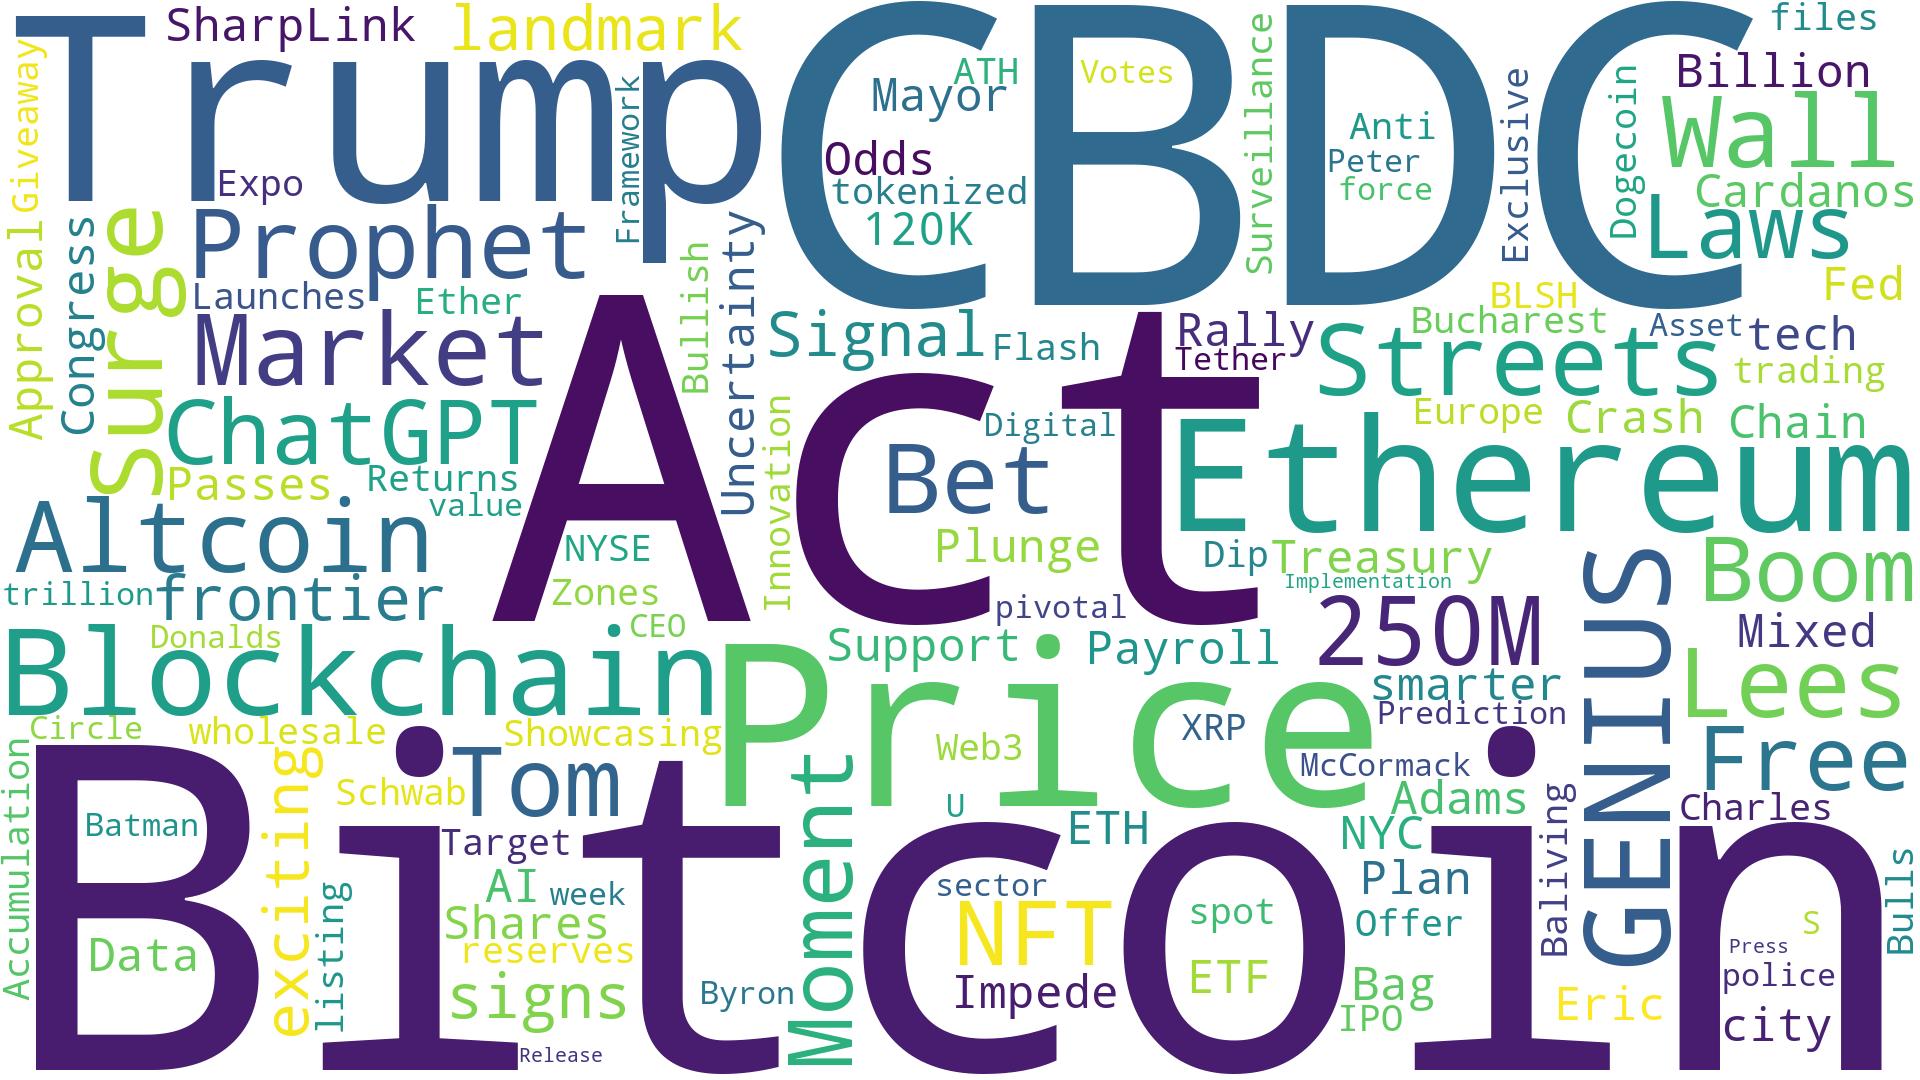 Trump
CBDC
SharpLink
landmark
files
Giveaway
ATH
Votes
Mayor
Surveillance
Exclusive
Billion
Wall
Framework
Anti
Dogecoin
Odds
Peter
Expo
tokenized
force
Cardanos
120K
Laws
Approval
Congress
Surge
Prophet
Bullish
Uncertainty
Fed
Launches
Ether
BLSH
Market
Act
Signal
Flash
Rally
Tether
Streets
Bucharest
Asset
tech
trading
ChatGPT
Innovation
Digital
Bet
Ethereum
Europe
Crash
Chain
Passes
Returns
value
Altcoin
NYSE
Plunge
Dip
Treasury
Implementation
GENIUS
Boom
trillion
frontier
Zones
pivotal
250M
Mixed
Donalds
CEO
Blockchain
Price
Support
Payroll
smarter
Lees
Prediction
Circle
wholesale
Showcasing
Web3
XRP
Free
McCormack
Accumulation
Bitcoin
exciting
Tom
Schwab
Moment
U
ETH
Adams
Baliving
Charles
Batman
Target
NYC
listing
AI
week
sector
Plan
Bulls
Shares
NFT
spot
Offer
S
Data
reserves
Press
signs
Byron
Impede
ETF
Bag
police
IPO
Eric
city
Release